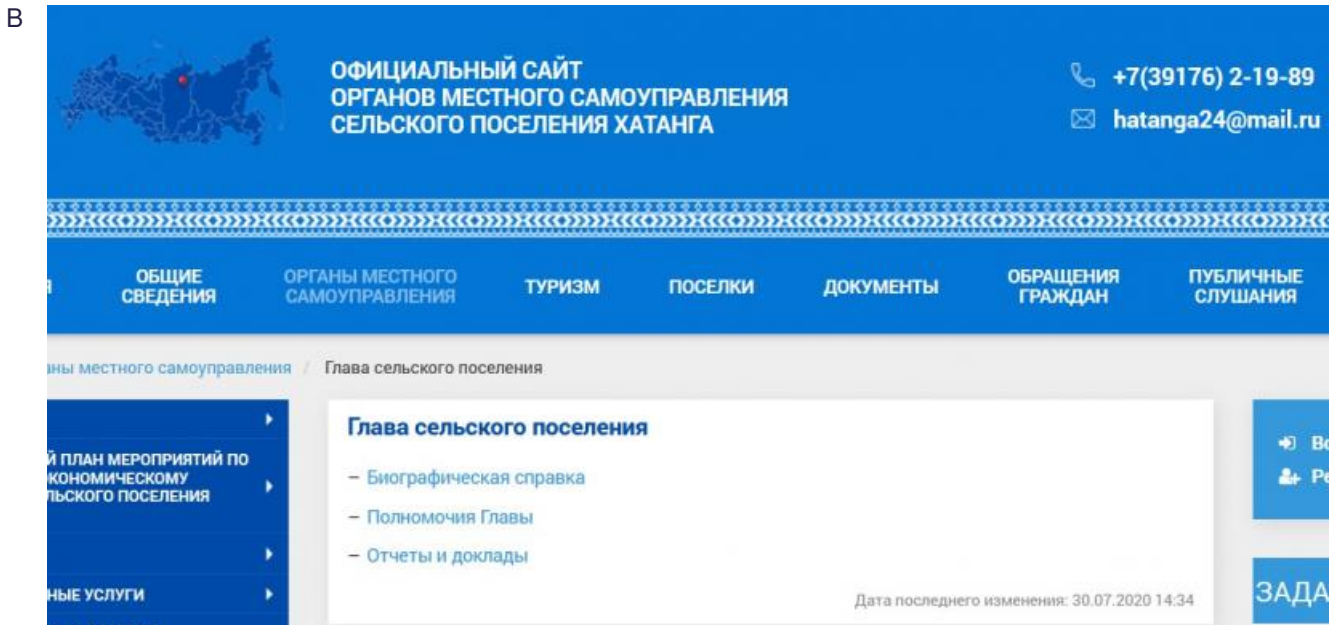 B
ОФИЦИАЛЬНЫЙ САЙТ
ОРГАНОВ МЕСТНОГО САМОУПРАВЛЕНИЯ
СЕЛЬСКОГО ПОСЕЛЕНИЯ ХАТАНГА
+7(39176) 2-19-89
hatanga24@mail.ru
ОБЩИЕ
СВЕДЕНИЯ
ОРГАНЫ МЕСТНОГО
САМОУПРАВЛЕНИЯ
ТУРИЗМ
ПОСЕЛКИ
ДОКУМЕНТЫ
ОБРАЩЕНИЯ
ГРАЖДАН
ПУБЛИЧНЫЕ
СЛУШАНИЯ
аны местного самоуправления / Глава сельского поселения
Й ПЛАН МЕРОПРИЯТИЙ ПО
КОНОМИЧЕСКОМУ
ЛЬСКОГО ПОСЕЛЕНИЯ
НЫЕ УСЛУГИ
Глава сельского поселения
– Биографическая справка
– Полномочия Главы
– Отчеты и доклады
Дата последнего изменения: 30.07.2020 14:34
Ре
ЗАДА